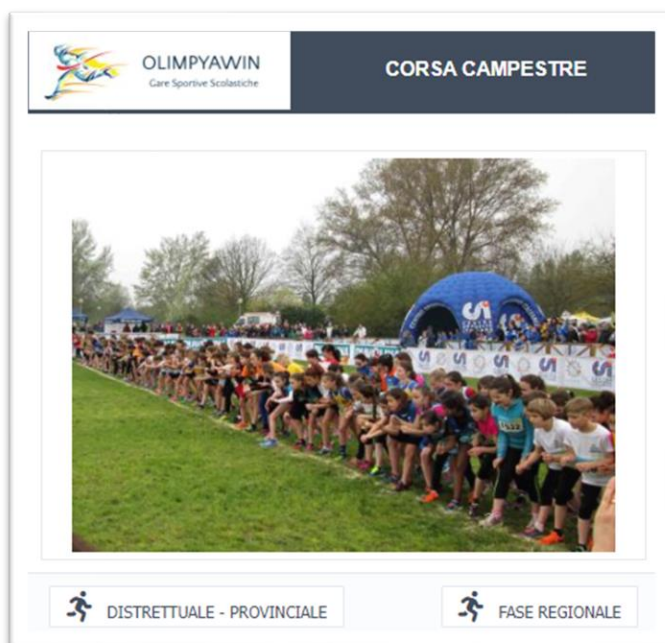 OLIMPYAWIN
Gare Sportive Scolastiche
CORSA CAMPESTRE
DISTRETTUALE - PROVINCIALE
FASE REGIONALE